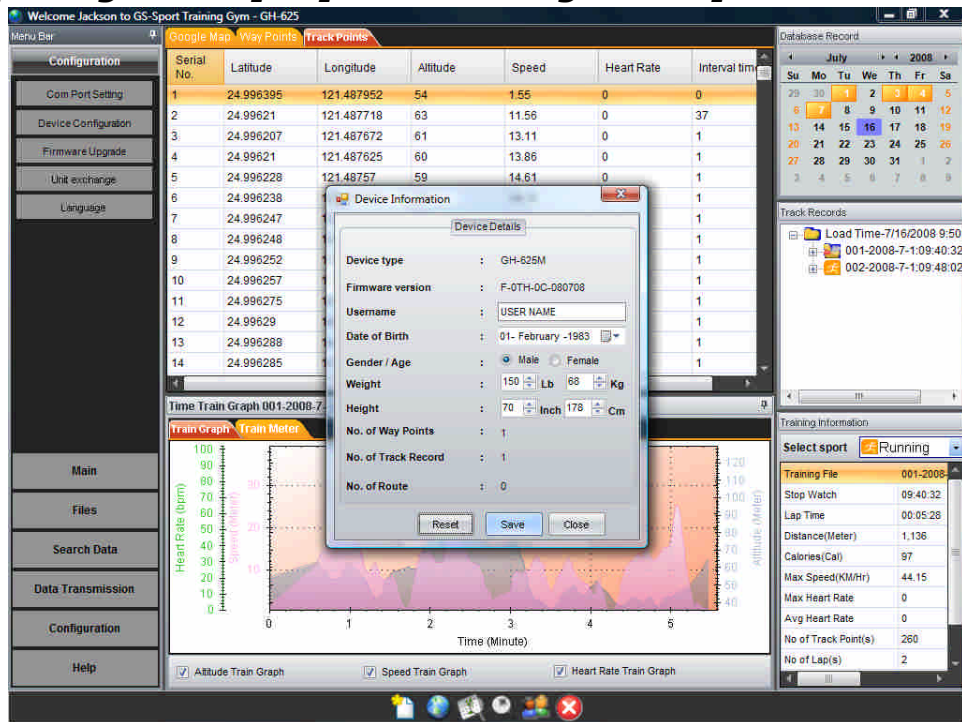 Welcome Jackson to GS-Sport Training Gym - GH-625
Menu Bar
Configuration
Com Port Setting
Device Configuration
Firmware Upgrade
Unit exchange
Language
Main
Files
Search Data
Data Transmission
Configuration
Help
Google Map Way Points Track Points
Serial No. Latitude Longitude Altitude Speed Heart Rate Interval tim
1 24.996395 121.487952 54 1.55 0 0
2 24.99621 121.487718 63 11.56 0 37
3 24.996207 121.487672 61 13.11 0 1
4 24.99621 121.487625 60 13.86 0 1
5 24.996228 121.48757 59 14.61 0 1
6 24.996238 1
7 24.996247 1
8 24.996248 1
9 24.996252 1
10 24.996257 1
11 24.996275 1
12 24.99629 1
13 24.996288 1
14 24.996285 1
Device Information
Device Details
Device type : GH-625M
Firmware version : F-0TH-0C-080708
Username : USER NAME
Date of Birth : 01- February -1983
Gender / Age : Male Female
Weight : 150 Lb 68 Kg
Height : 70 Inch 178 Cm
No. of Way Points : 1
No. of Track Record : 1
No. of Route : 0
Reset Save Close
Time Train Graph 001-2008-7-
Train Graph Train Meter
Heart Rate (bpm)
100
90
80
70
60
50
40
30
20
10
0
Speed (Meter)
30
20
10
120
110
100
90
80
70
60
50
40
Altitude (Meter)
0 1 2 3 4 5
Time (Minute)
Altitude Train Graph Speed Train Graph Heart Rate Train Graph
Database Record
July 2008
Su Mo Tu We Th Fr Sa
29 30 1 2 3 4 5
6 7 8 9 10 11 12
13 14 15 16 17 18 19
20 21 22 23 24 25 26
27 28 29 30 31 1 2
3 4 5 6 7 8 9
Track Records
Load Time-7/16/2008 9:50
001-2008-7-1:09:40:32
002-2008-7-1:09:48:02
Training Information
Select sport Running
Training File 001-2008-
Stop Watch 09:40:32
Lap Time 00:05:28
Distance(Meter) 1,136
Calories(Cal) 97
Max Speed(KM/Hr) 44.15
Max Heart Rate 0
Avg Heart Rate 0
No of Track Point(s) 260
No of Lap(s) 2